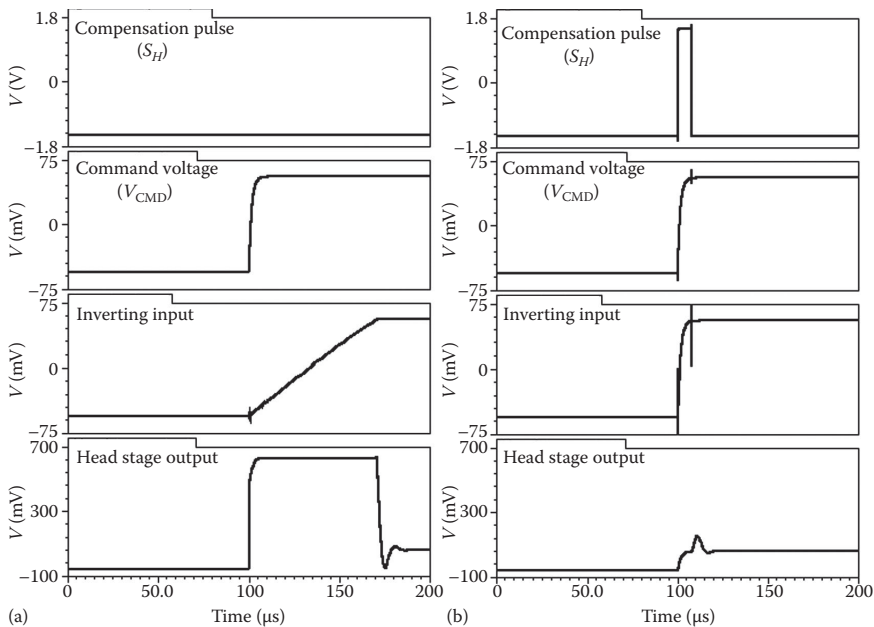 1.8
Compensation pulse
(S_H)
V (V)
0
−1.8
75
Command voltage
(V_CMD)
V (mV)
0
−75
75
Inverting input
V (mV)
0
−75
700
Head stage output
V (mV)
300
−100
0
50.0
100
150
200
(a)
Time (μs)
1.8
Compensation pulse
(S_H)
V (V)
0
−1.8
75
Command voltage
(V_CMD)
V (mV)
0
−75
75
Inverting input
V (mV)
0
−75
700
Head stage output
V (mV)
300
−100
0
50.0
100
150
200
(b)
Time (μs)